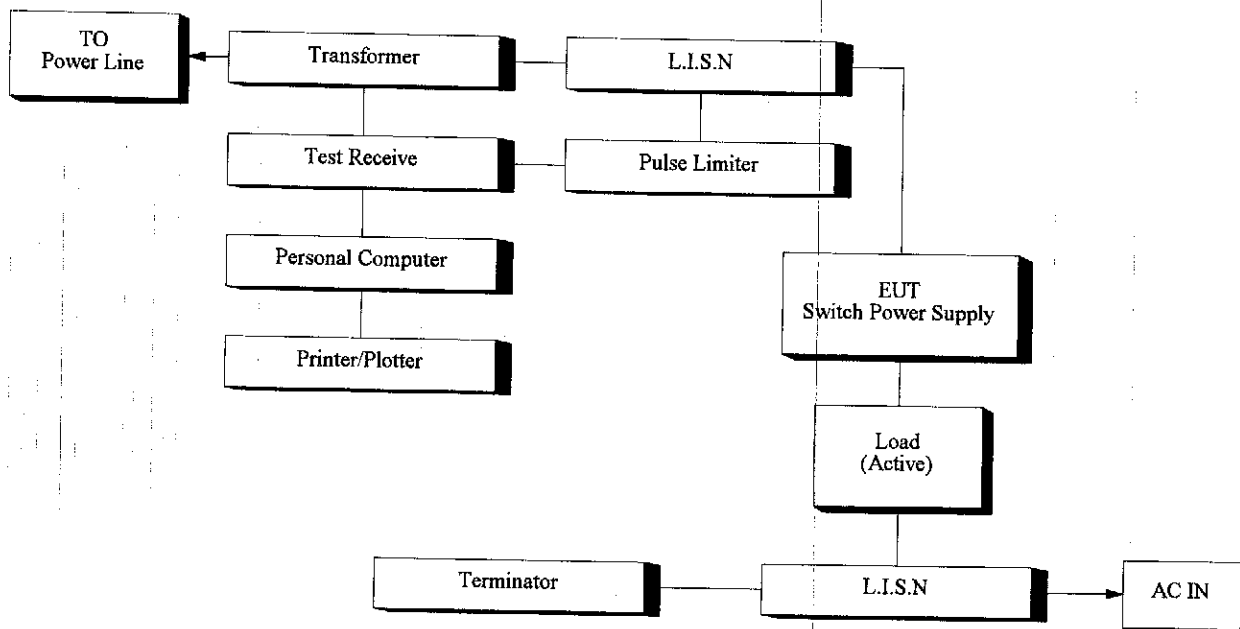 TO
Power Line
Transformer
L.I.S.N
Test Receive
Pulse Limiter
Personal Computer
EUT
Switch Power Supply
Printer/Plotter
Load
(Active)
Terminator
L.I.S.N
AC IN